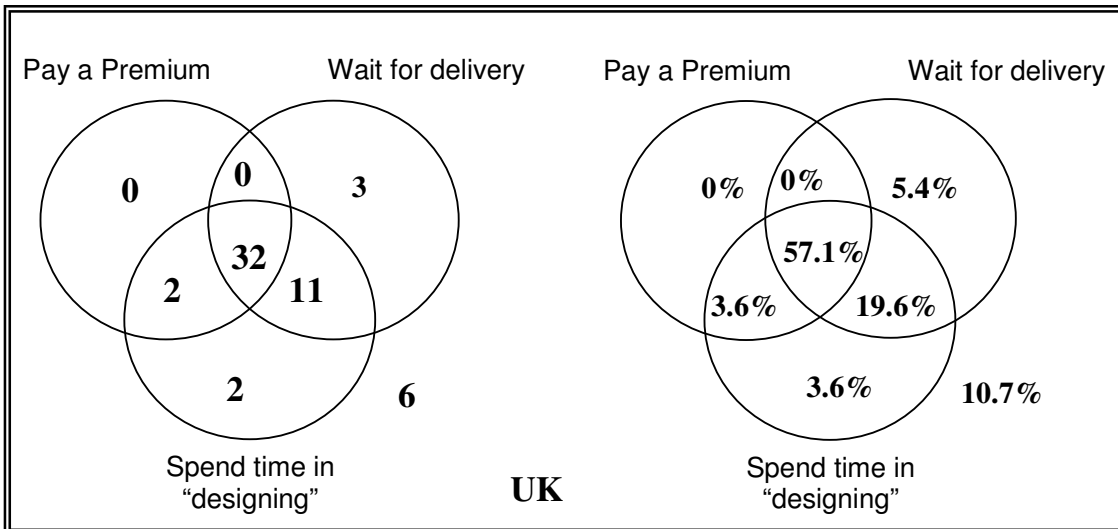 Pay a Premium
Wait for delivery
0
0
3
32
2
11
2
6
Spend time in
“designing”
Pay a Premium
Wait for delivery
0%
0%
5.4%
57.1%
3.6%
19.6%
3.6%
10.7%
Spend time in
“designing”
UK